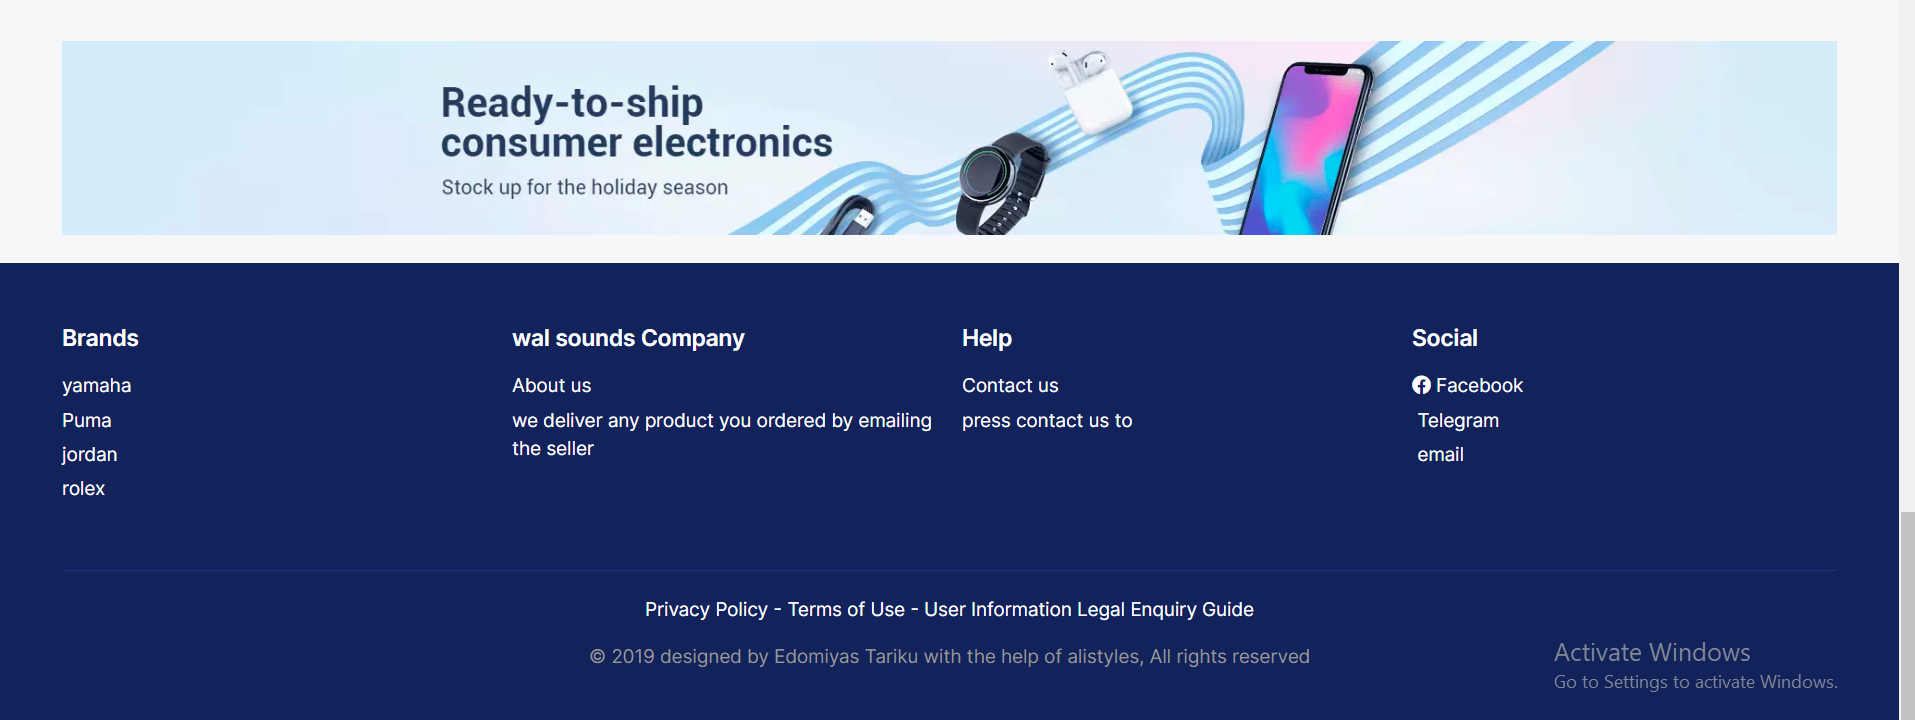 Ready-to-ship
consumer electronics
Stock up for the holiday season
Brands
yamaha
Puma
jordan
rolex
wal sounds Company
About us
we deliver any product you ordered by emailing
the seller
Help
Contact us
press contact us to
Social
Facebook
Telegram
email
Privacy Policy - Terms of Use - User Information Legal Enquiry Guide
© 2019 designed by Edomiyas Tariku with the help of alistyles, All rights reserved
Activate Windows
Go to Settings to activate Windows.